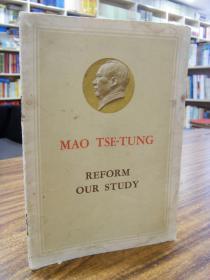 MAO TSE-TUNG
REFORM
OUR STUDY